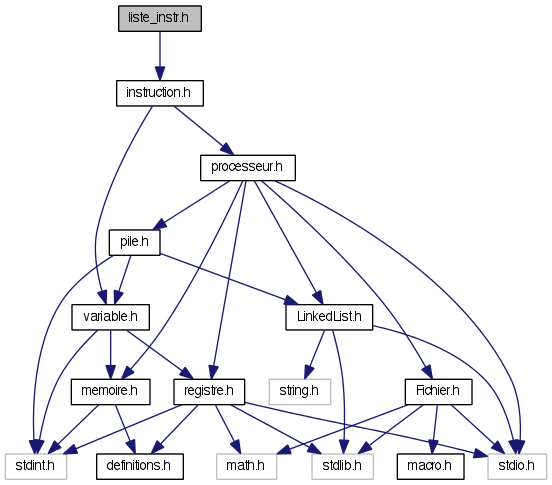 liste_instr.h
instruction.h
processeur.h
pile.h
variable.h
LinkedList.h
memoire.h
registre.h
string.h
Fichier.h
stdint.h
definitions.h
math.h
stdlib.h
macro.h
stdio.h